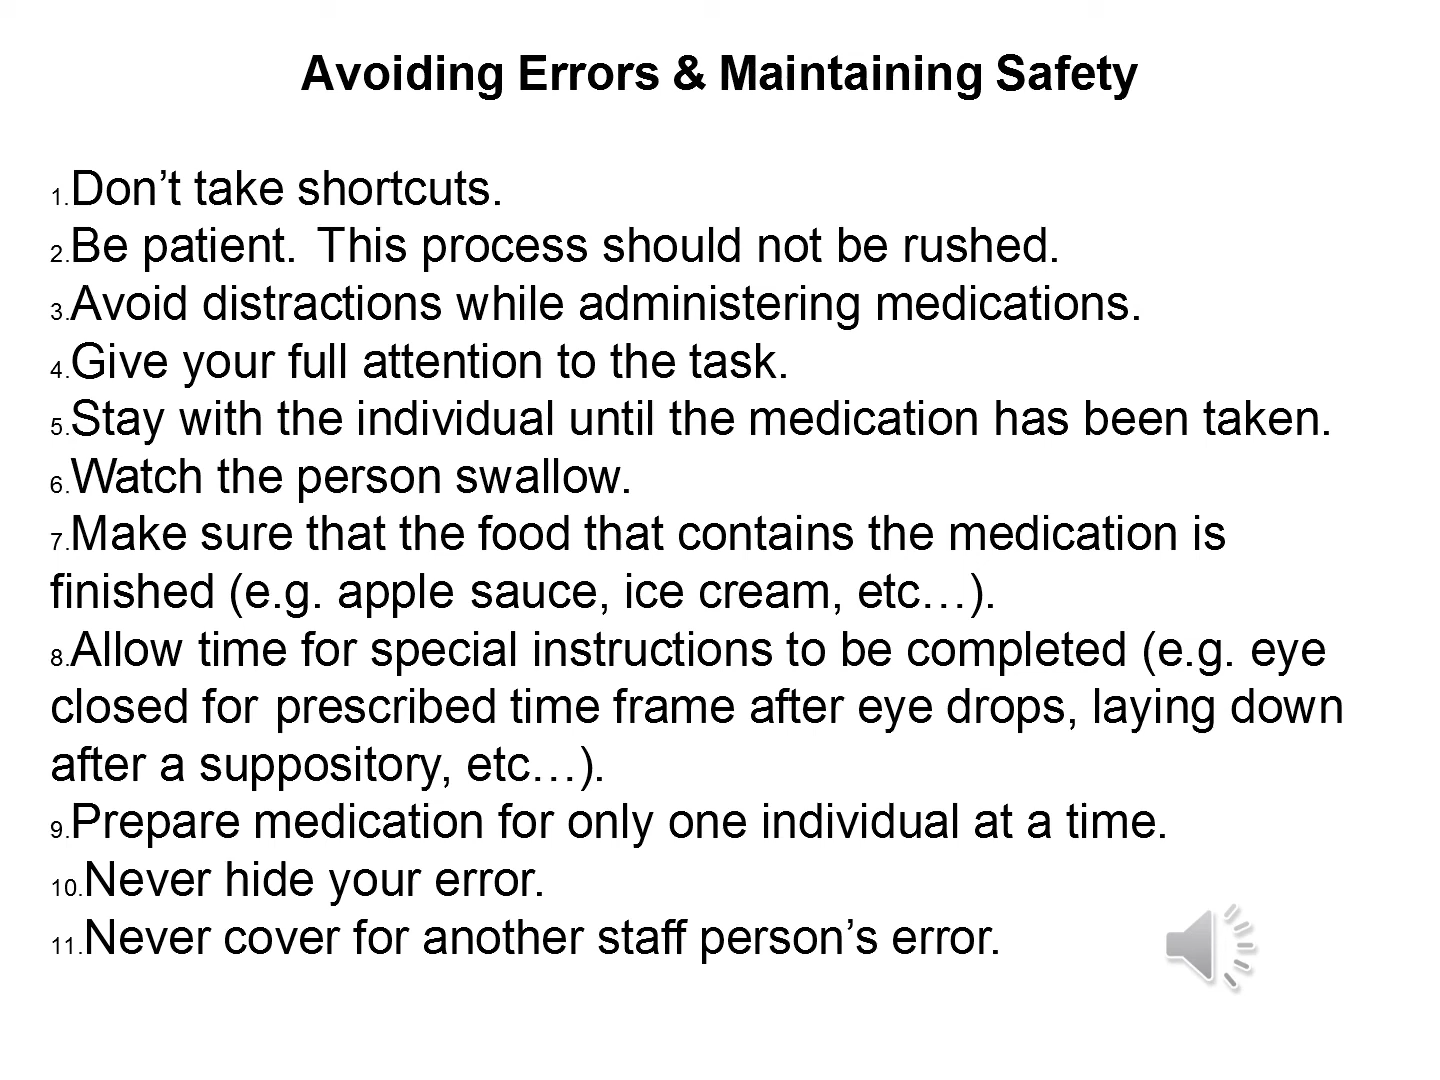 Avoiding Errors & Maintaining Safety
1.Don’t take shortcuts.
2.Be patient.  This process should not be rushed.
3.Avoid distractions while administering medications.
4.Give your full attention to the task.
5.Stay with the individual until the medication has been taken.
6.Watch the person swallow.
7.Make sure that the food that contains the medication is
finished (e.g. apple sauce, ice cream, etc…).
8.Allow time for special instructions to be completed (e.g. eye
closed for prescribed time frame after eye drops, laying down
after a suppository, etc…).
9.Prepare medication for only one individual at a time.
10.Never hide your error.
11.Never cover for another staff person’s error.